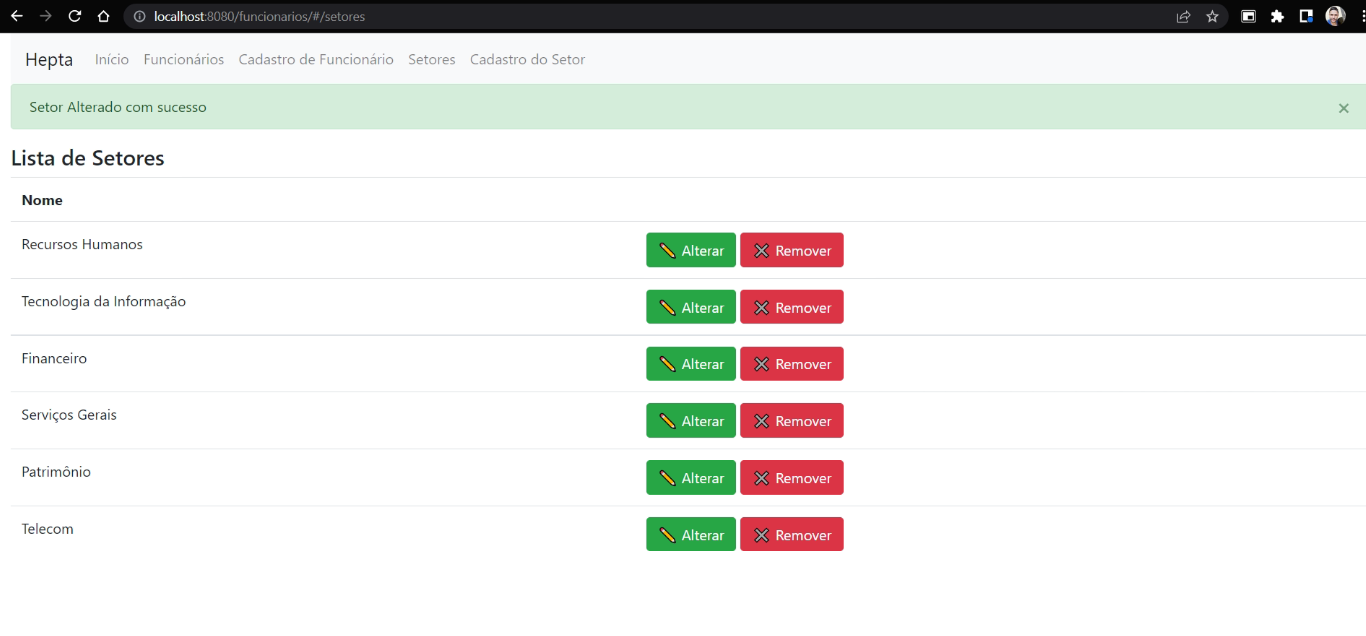 localhost:8080/funcionarios/#/setores
Hepta Início Funcionários Cadastro de Funcionário Setores Cadastro do Setor
Setor Alterado com sucesso ×
Lista de Setores
Nome
Recursos Humanos Alterar Remover
Tecnologia da Informação Alterar Remover
Financeiro Alterar Remover
Serviços Gerais Alterar Remover
Patrimônio Alterar Remover
Telecom Alterar Remover